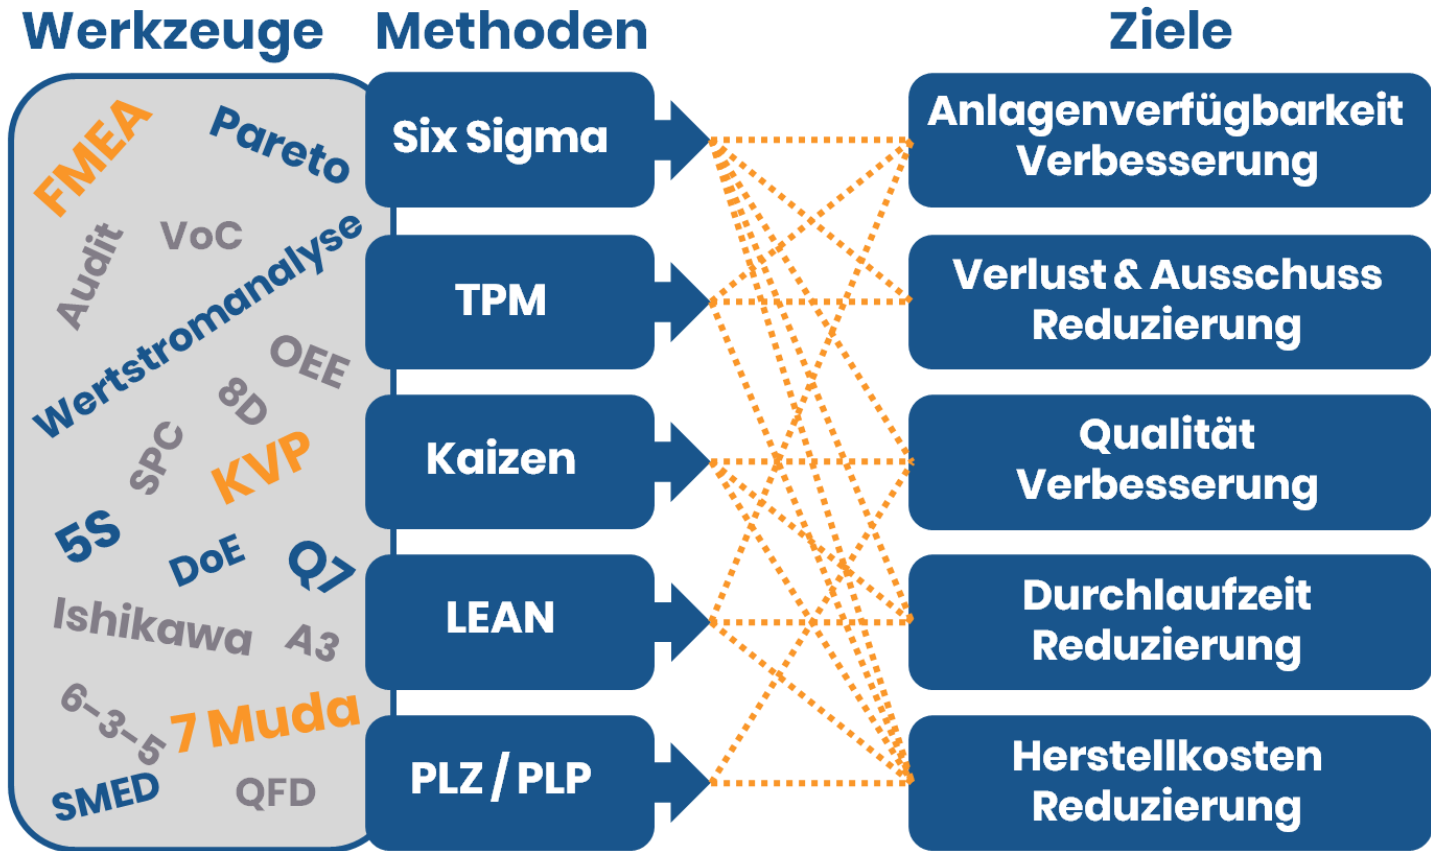 Werkzeuge
Methoden
Ziele
FMEA
Pareto
Audit
VoC
Wertstromanalyse
OEE
8D
SPC
KVP
5S
DoE
Q7
Ishikawa
A3
6-3-5
7 Muda
SMED
QFD
Six Sigma
TPM
Kaizen
LEAN
PLZ / PLP
Anlagenverfügbarkeit
Verbesserung
Verlust & Ausschuss
Reduzierung
Qualität
Verbesserung
Durchlaufzeit
Reduzierung
Herstellkosten
Reduzierung